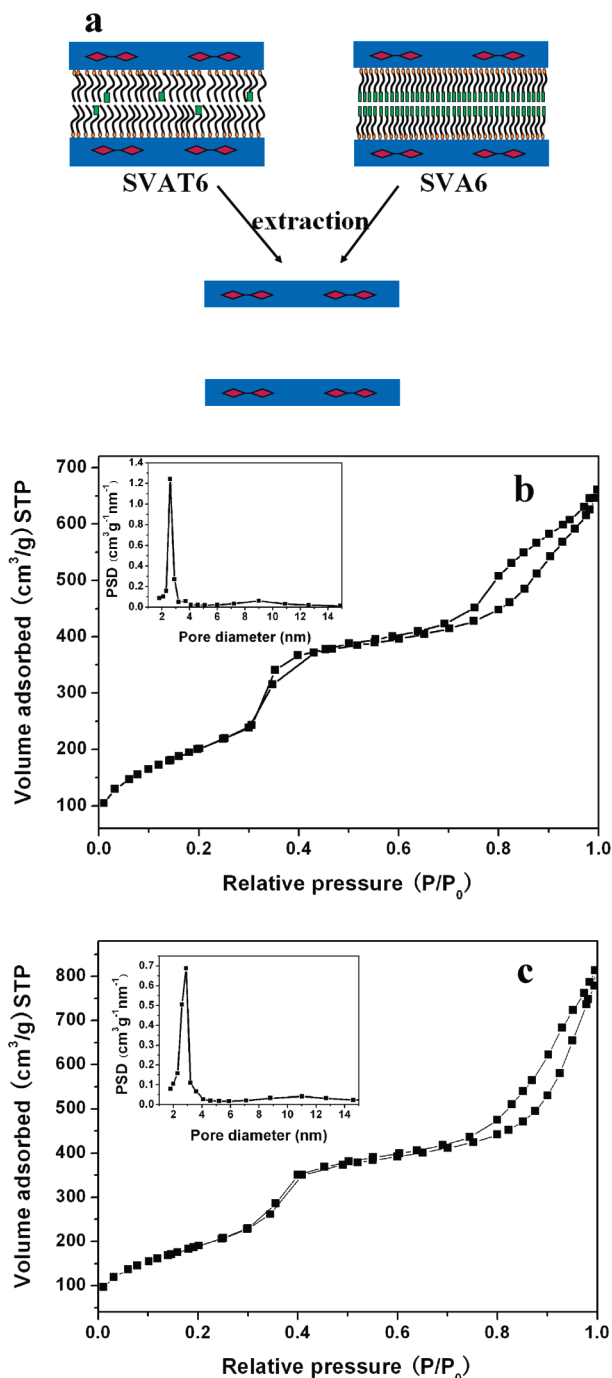 a
SVAT6 SVA6
extraction
b
700
600
500
400
300
200
100
0.0 0.2 0.4 0.6 0.8 1.0
Volume adsorbed (cm³/g) STP
Relative pressure (P/P₀)
1.4
1.2
1.0
0.8
0.6
0.4
0.2
0.0
2 4 6 8 10 12 14
PSD (cm³g⁻¹nm⁻¹)
Pore diameter (nm)
c
800
700
600
500
400
300
200
100
0.0 0.2 0.4 0.6 0.8 1.0
Volume adsorbed (cm³/g) STP
Relative pressure (P/P₀)
0.7
0.6
0.5
0.4
0.3
0.2
0.1
0.0
2 4 6 8 10 12 14
PSD (cm³g⁻¹nm⁻¹)
Pore diameter (nm)